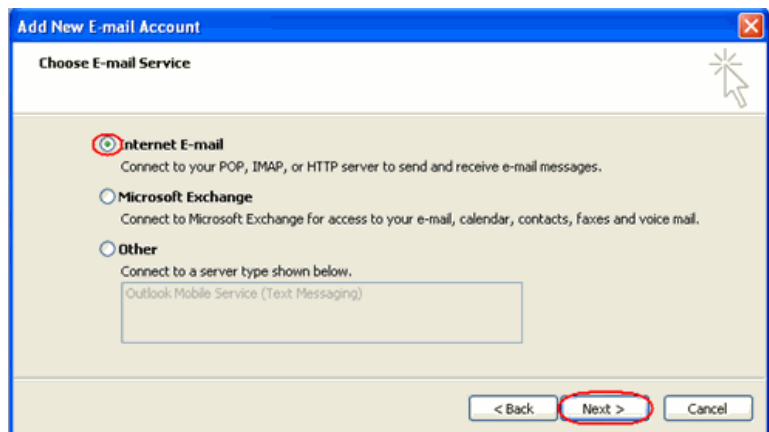 Add New E-mail Account
Choose E-mail Service
Internet E-mail
Connect to your POP, IMAP, or HTTP server to send and receive e-mail messages.
Microsoft Exchange
Connect to Microsoft Exchange for access to your e-mail, calendar, contacts, faxes and voice mail.
Other
Connect to a server type shown below.
Outlook Mobile Service (Text Messaging)
< Back Next > Cancel